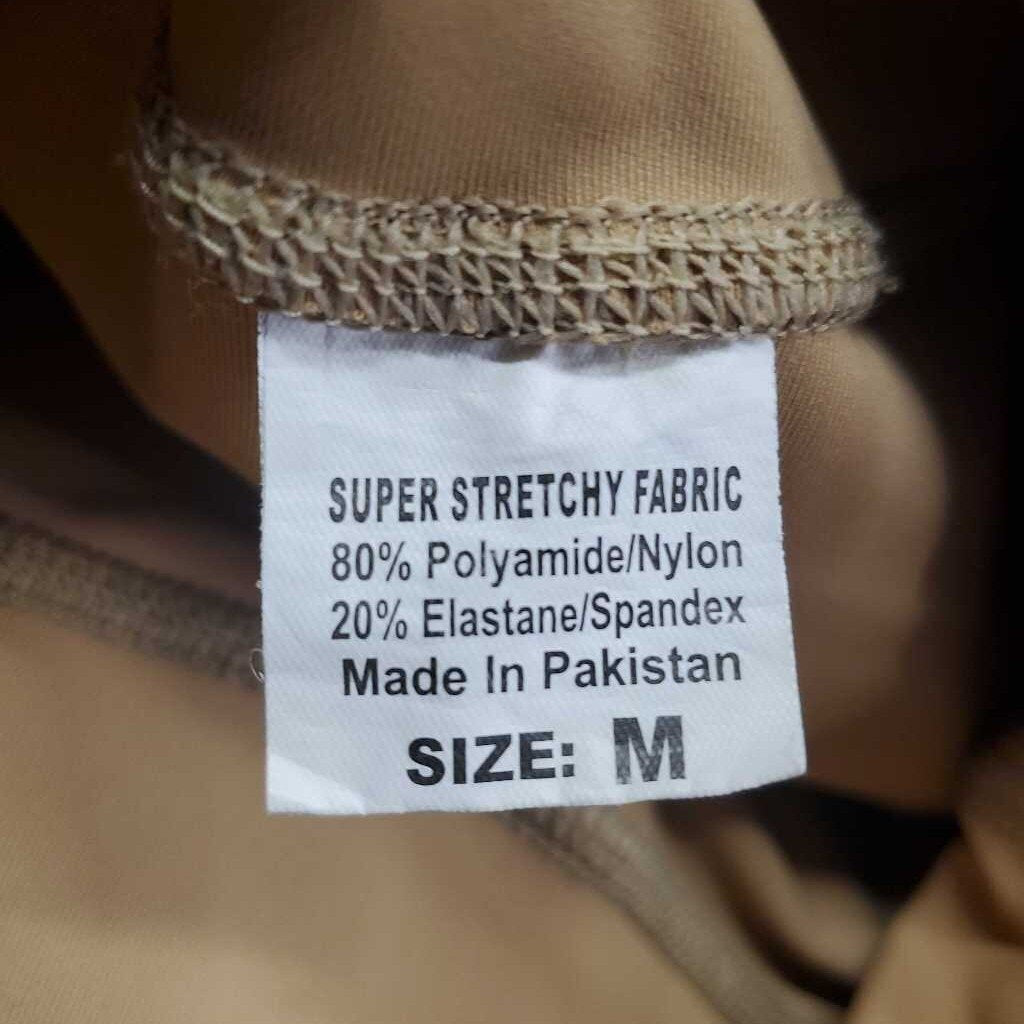 SUPER STRETCHY FABRIC
80% Polyamide/Nylon
20% Elastane/Spandex
Made In Pakistan
SIZE: M